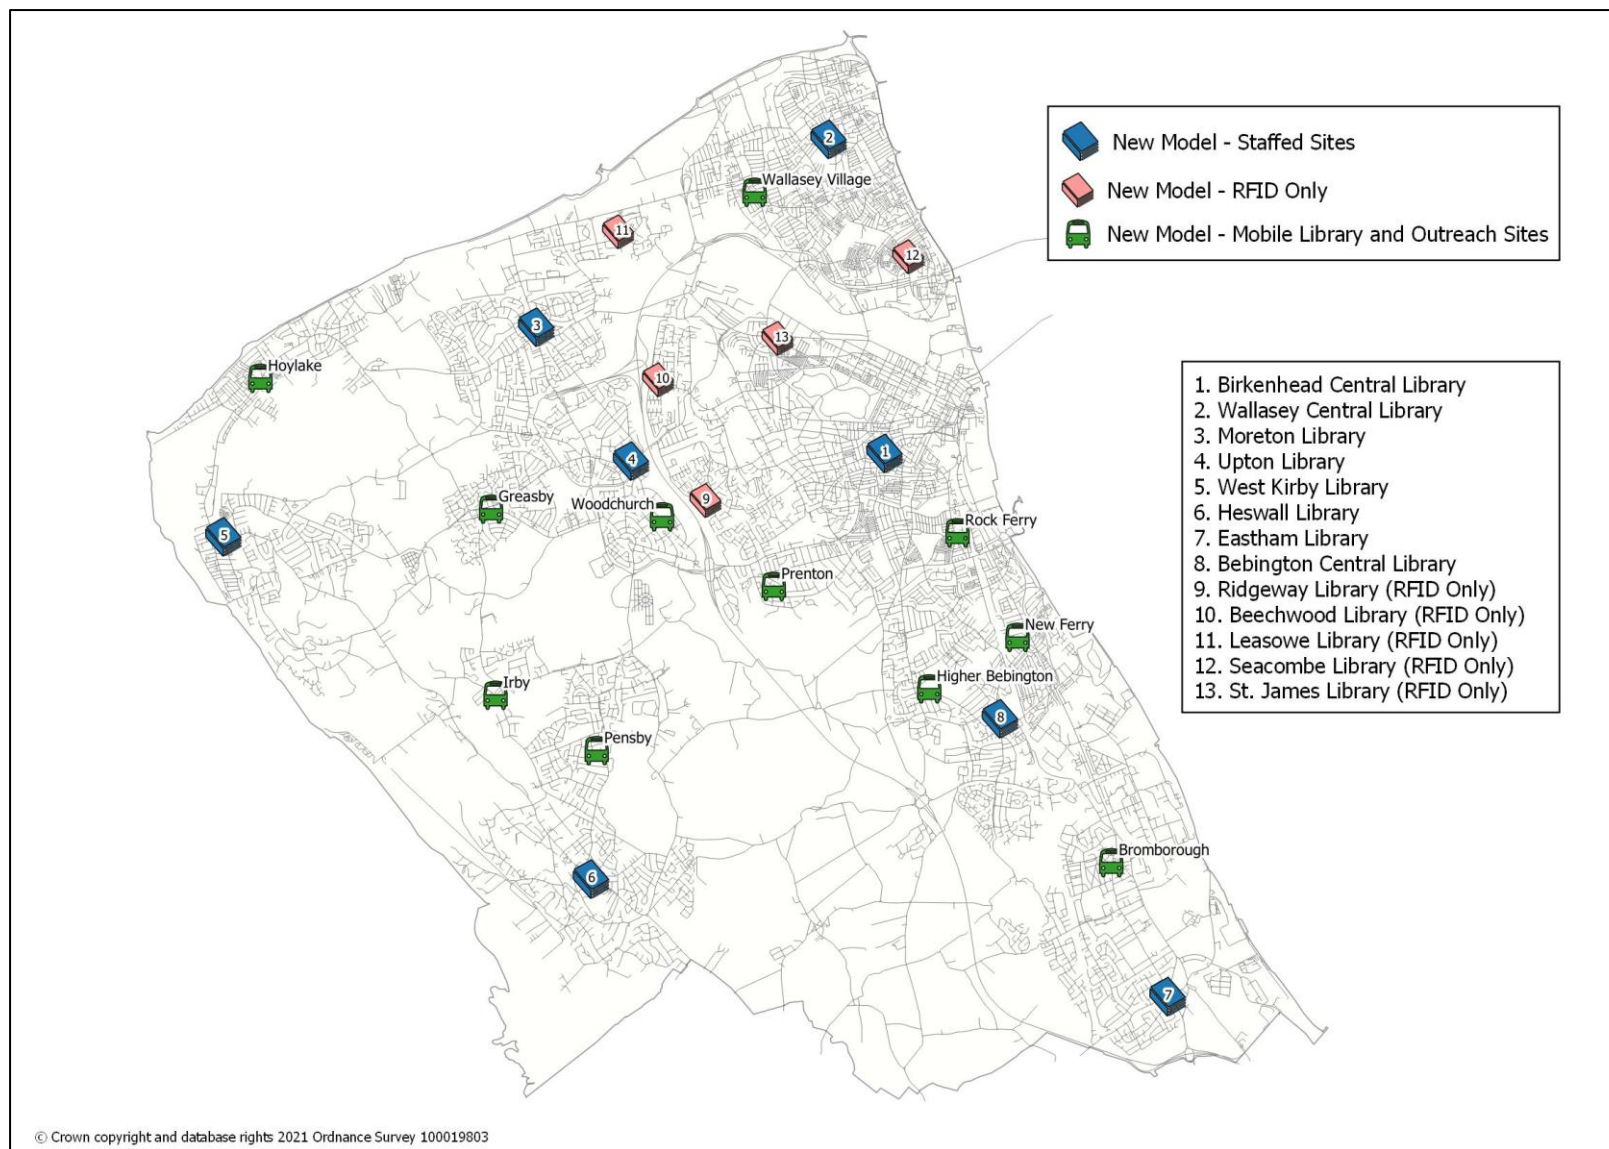 2
Wallasey Village
11
12
13
3
Hoylake
10
1
4
Greasby
Woodchurch
9
5
Rock Ferry
Prenton
New Ferry
Irby
Higher Bebington
8
Pensby
Bromborough
6
7
New Model - Staffed Sites
New Model - RFID Only
New Model - Mobile Library and Outreach Sites
1. Birkenhead Central Library
2. Wallasey Central Library
3. Moreton Library
4. Upton Library
5. West Kirby Library
6. Heswall Library
7. Eastham Library
8. Bebington Central Library
9. Ridgeway Library (RFID Only)
10. Beechwood Library (RFID Only)
11. Leasowe Library (RFID Only)
12. Seacombe Library (RFID Only)
13. St. James Library (RFID Only)
© Crown copyright and database rights 2021 Ordnance Survey 100019803